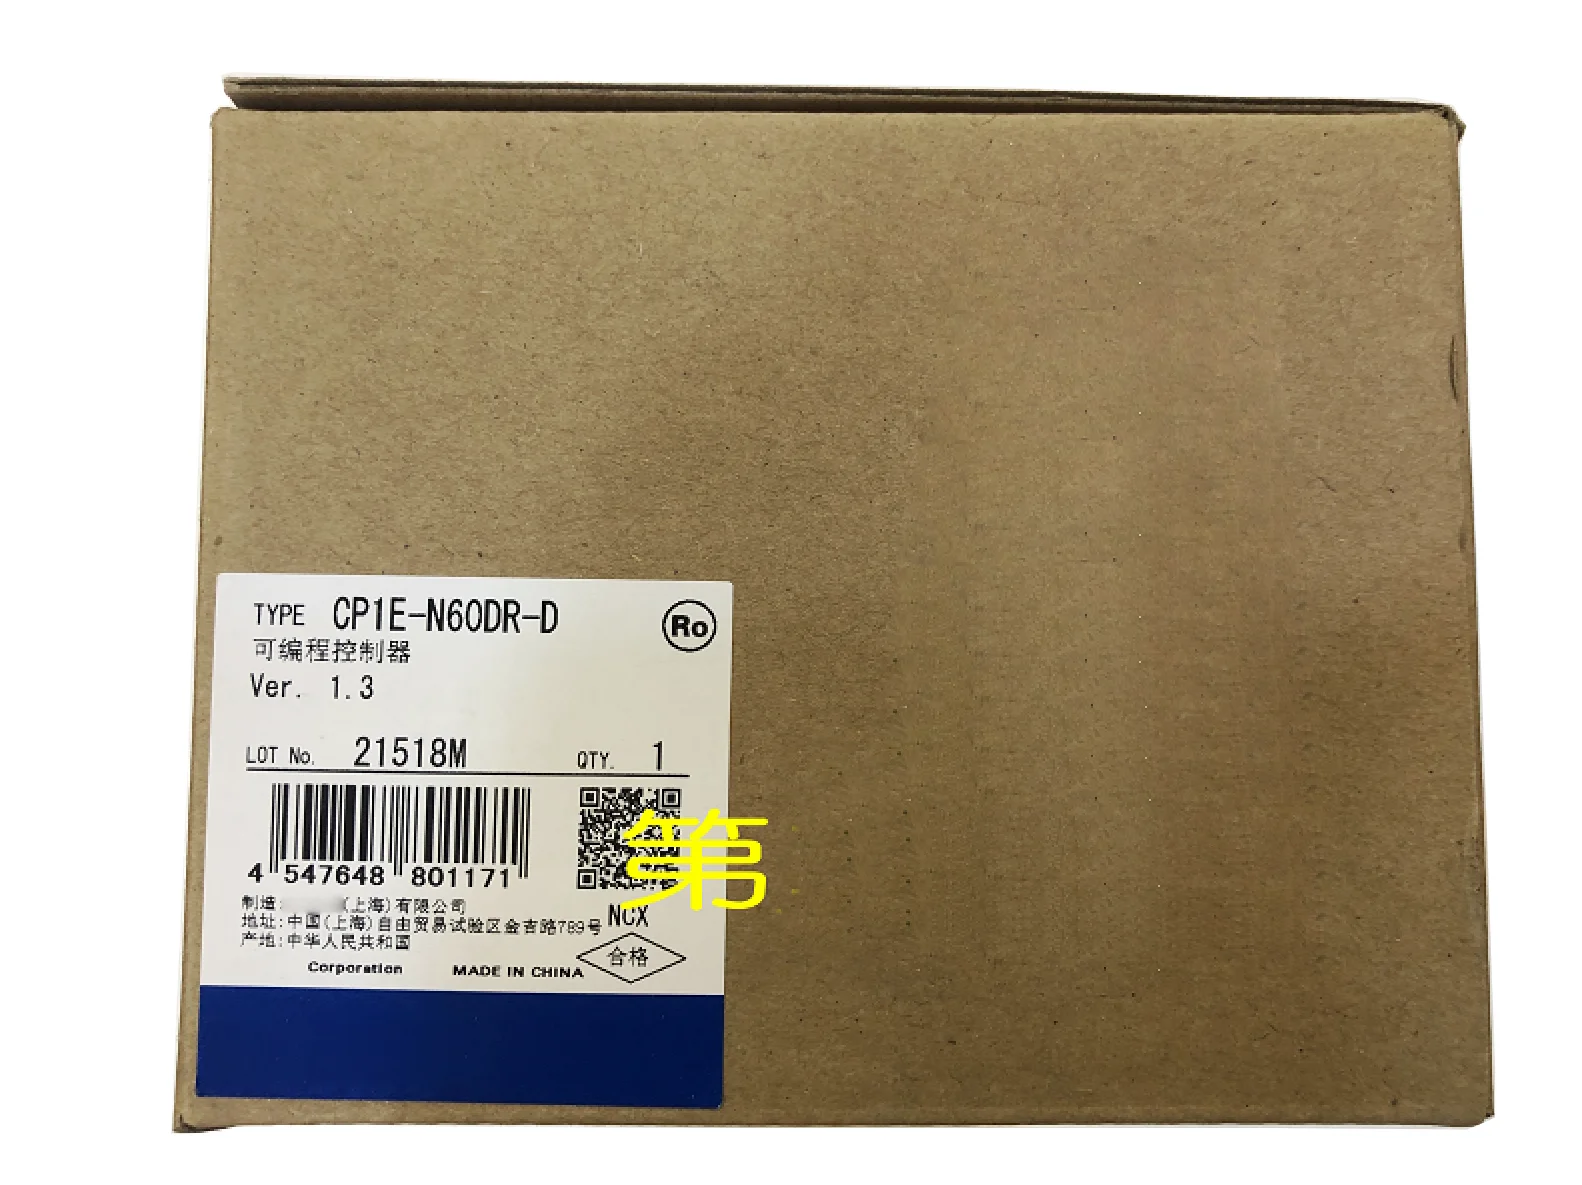 TYPE CP1E-N60DR-D
Ro
可编程控制器
Ver. 1.3
LOT No. 21518M QTY. 1
4 547648 801171
第
制造: (上海)有限公司
地址:中国(上海)自由贸易试验区金吉路789号
产地:中华人民共和国
NCX
合格
Corporation MADE IN CHINA